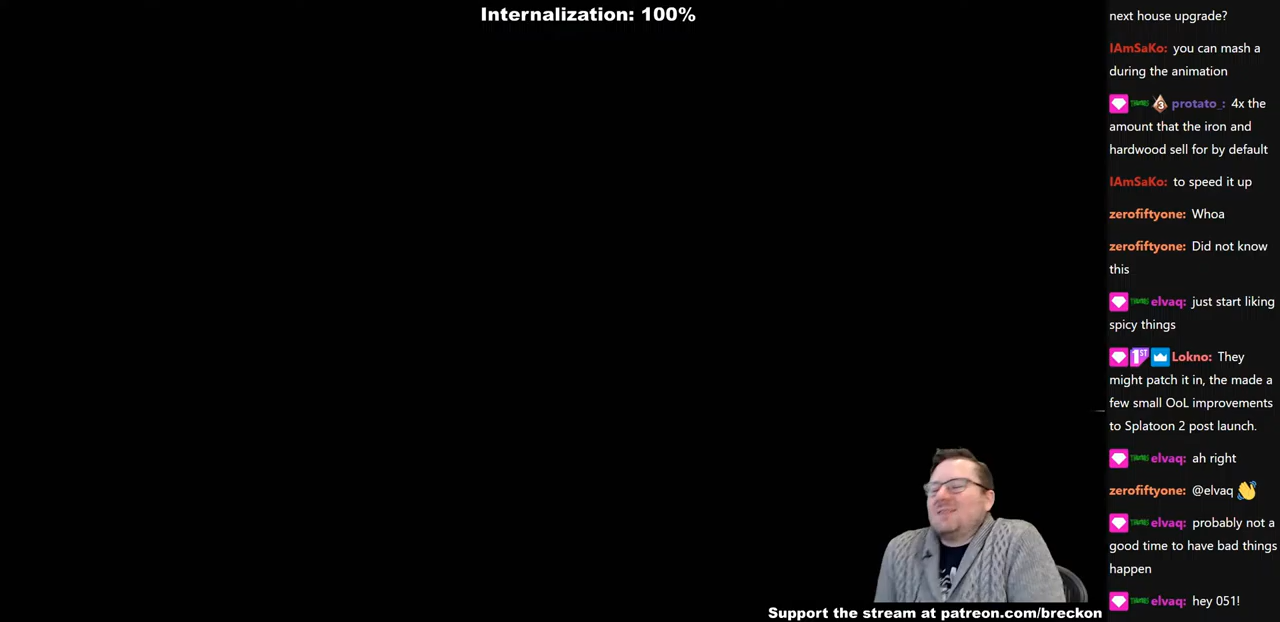 Internalization: 100%
next house upgrade?
IAmSaKo: you can mash a
during the animation
protato_: 4x the
amount that the iron and
hardwood sell for by default
IAmSaKo: to speed it up
zerofiftyone: Whoa
zerofiftyone: Did not know
this
elvaq: just start liking
spicy things
1ST Lokno: They
might patch it in, the made a
few small OoL improvements
to Splatoon 2 post launch.
elvaq: ah right
zerofiftyone: @elvaq 👋
elvaq: probably not a
good time to have bad things
happen
elvaq: hey 051!
Support the stream at patreon.com/breckon